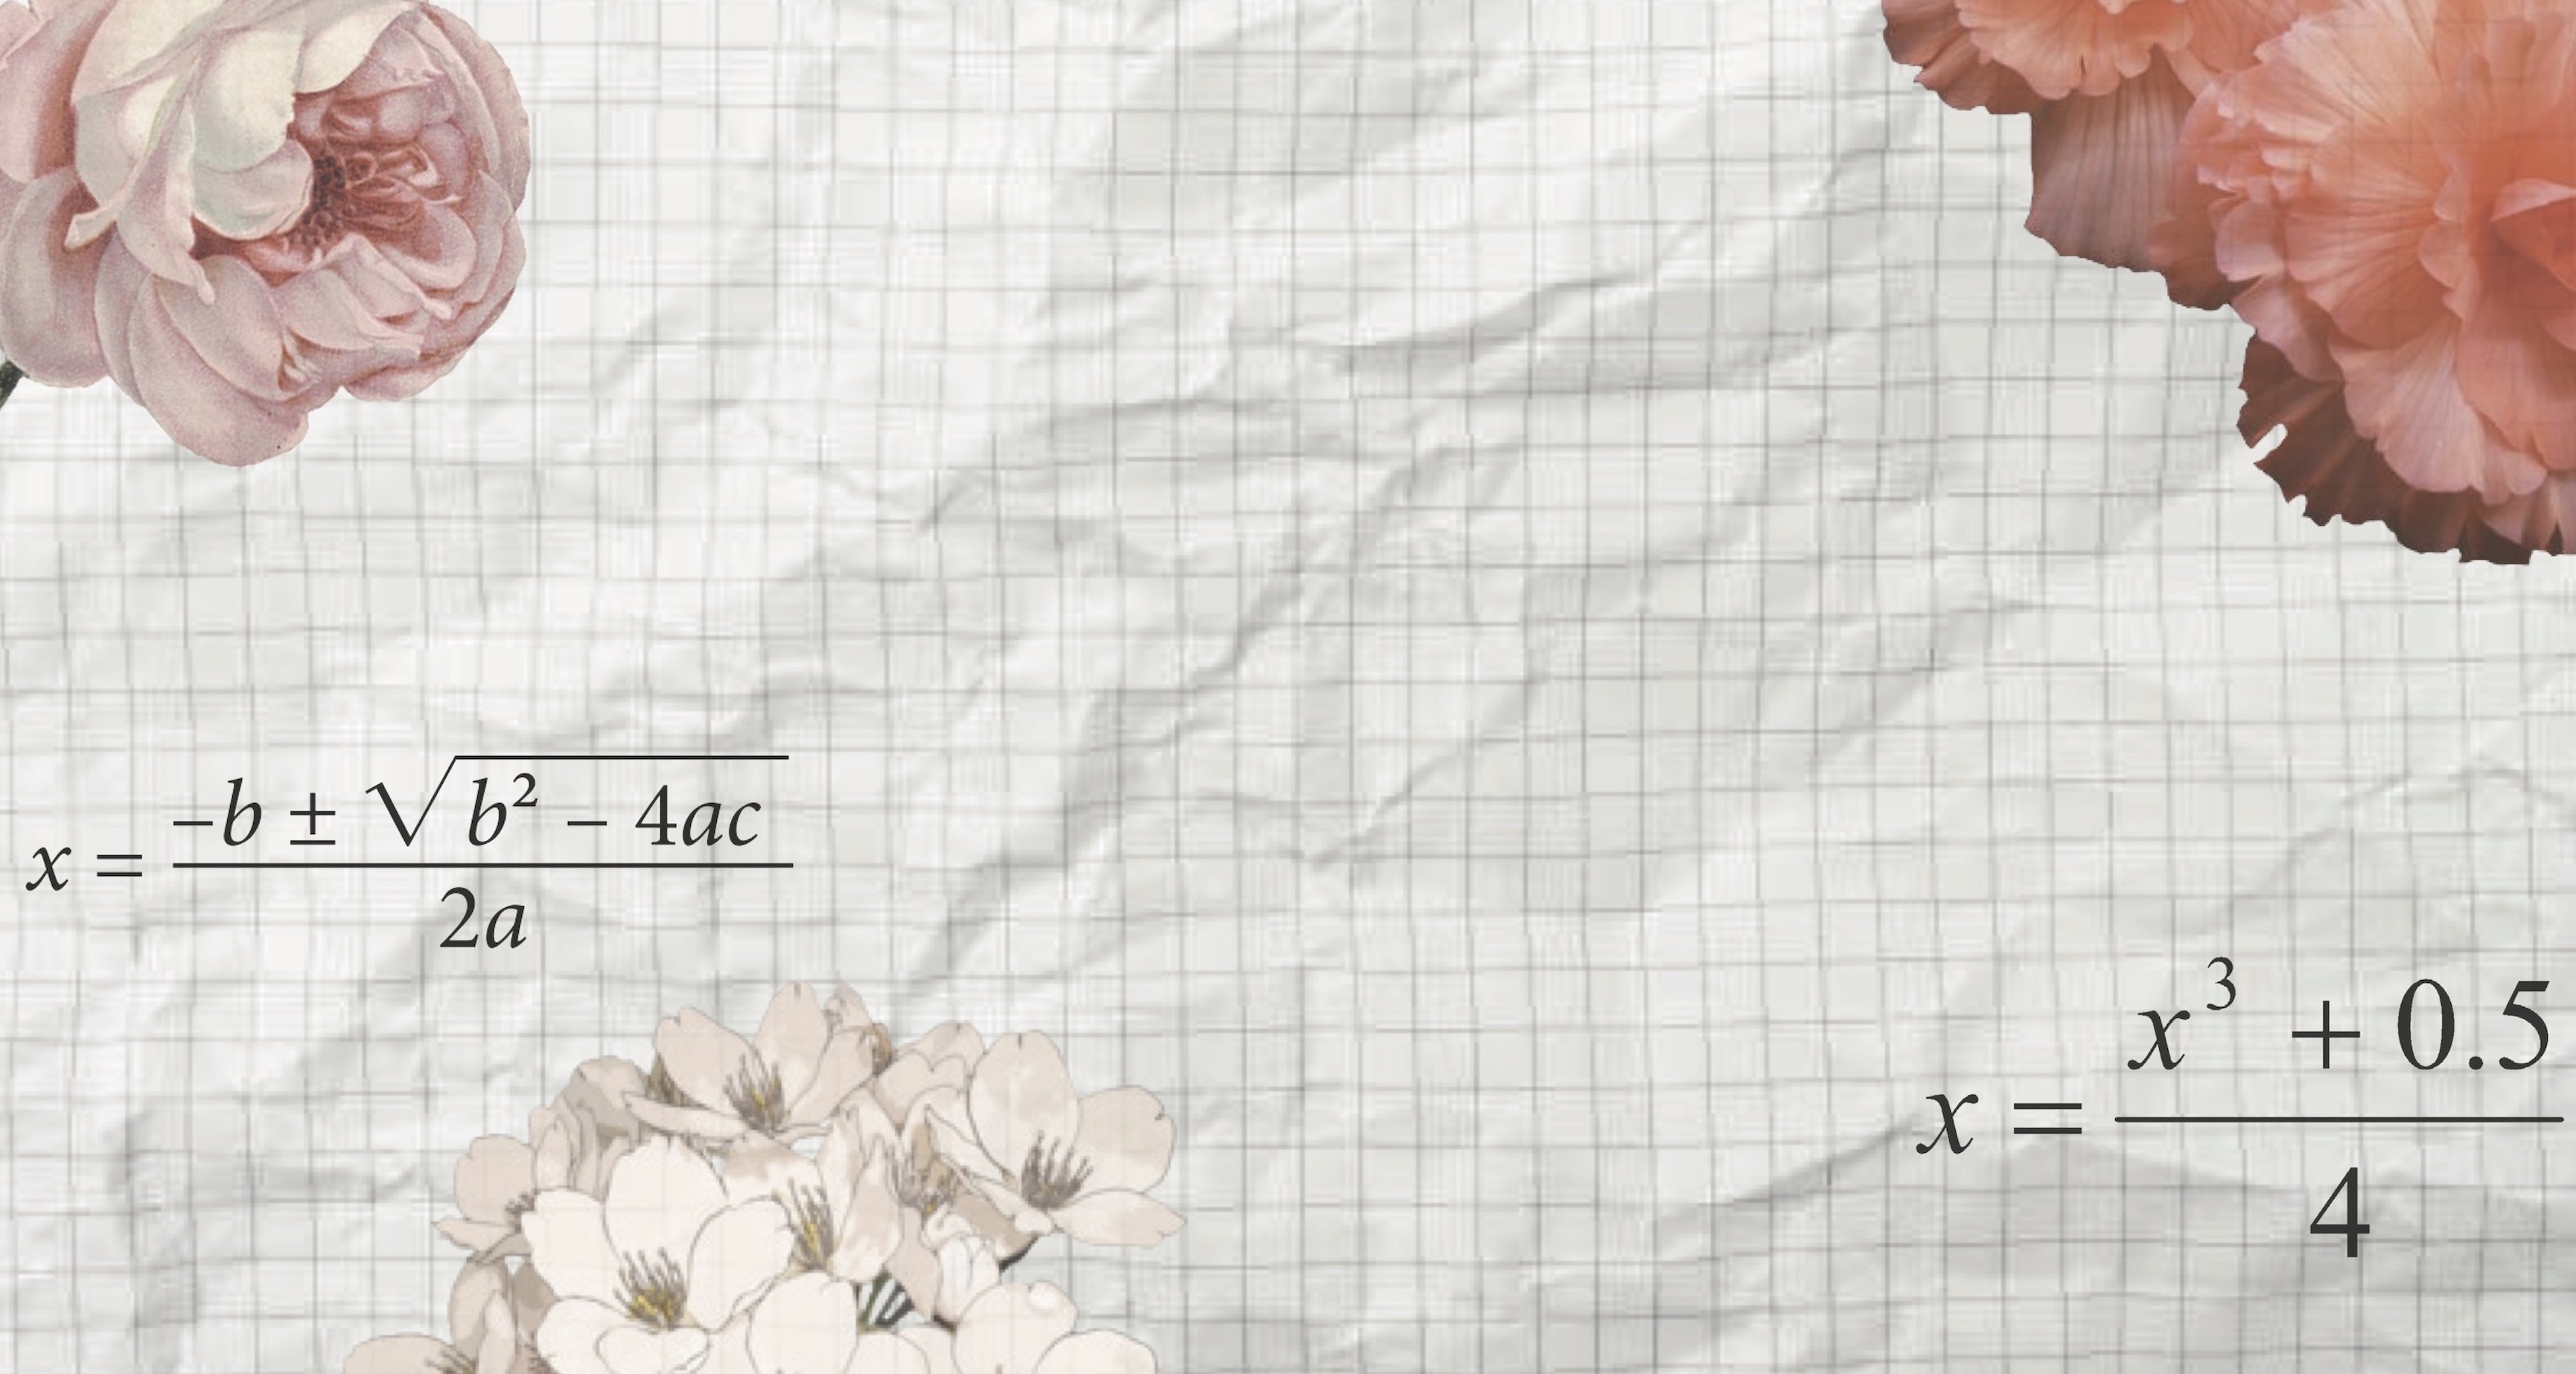 x = –b ± √b² – 4ac / 2a
x = x³ + 0.5 / 4